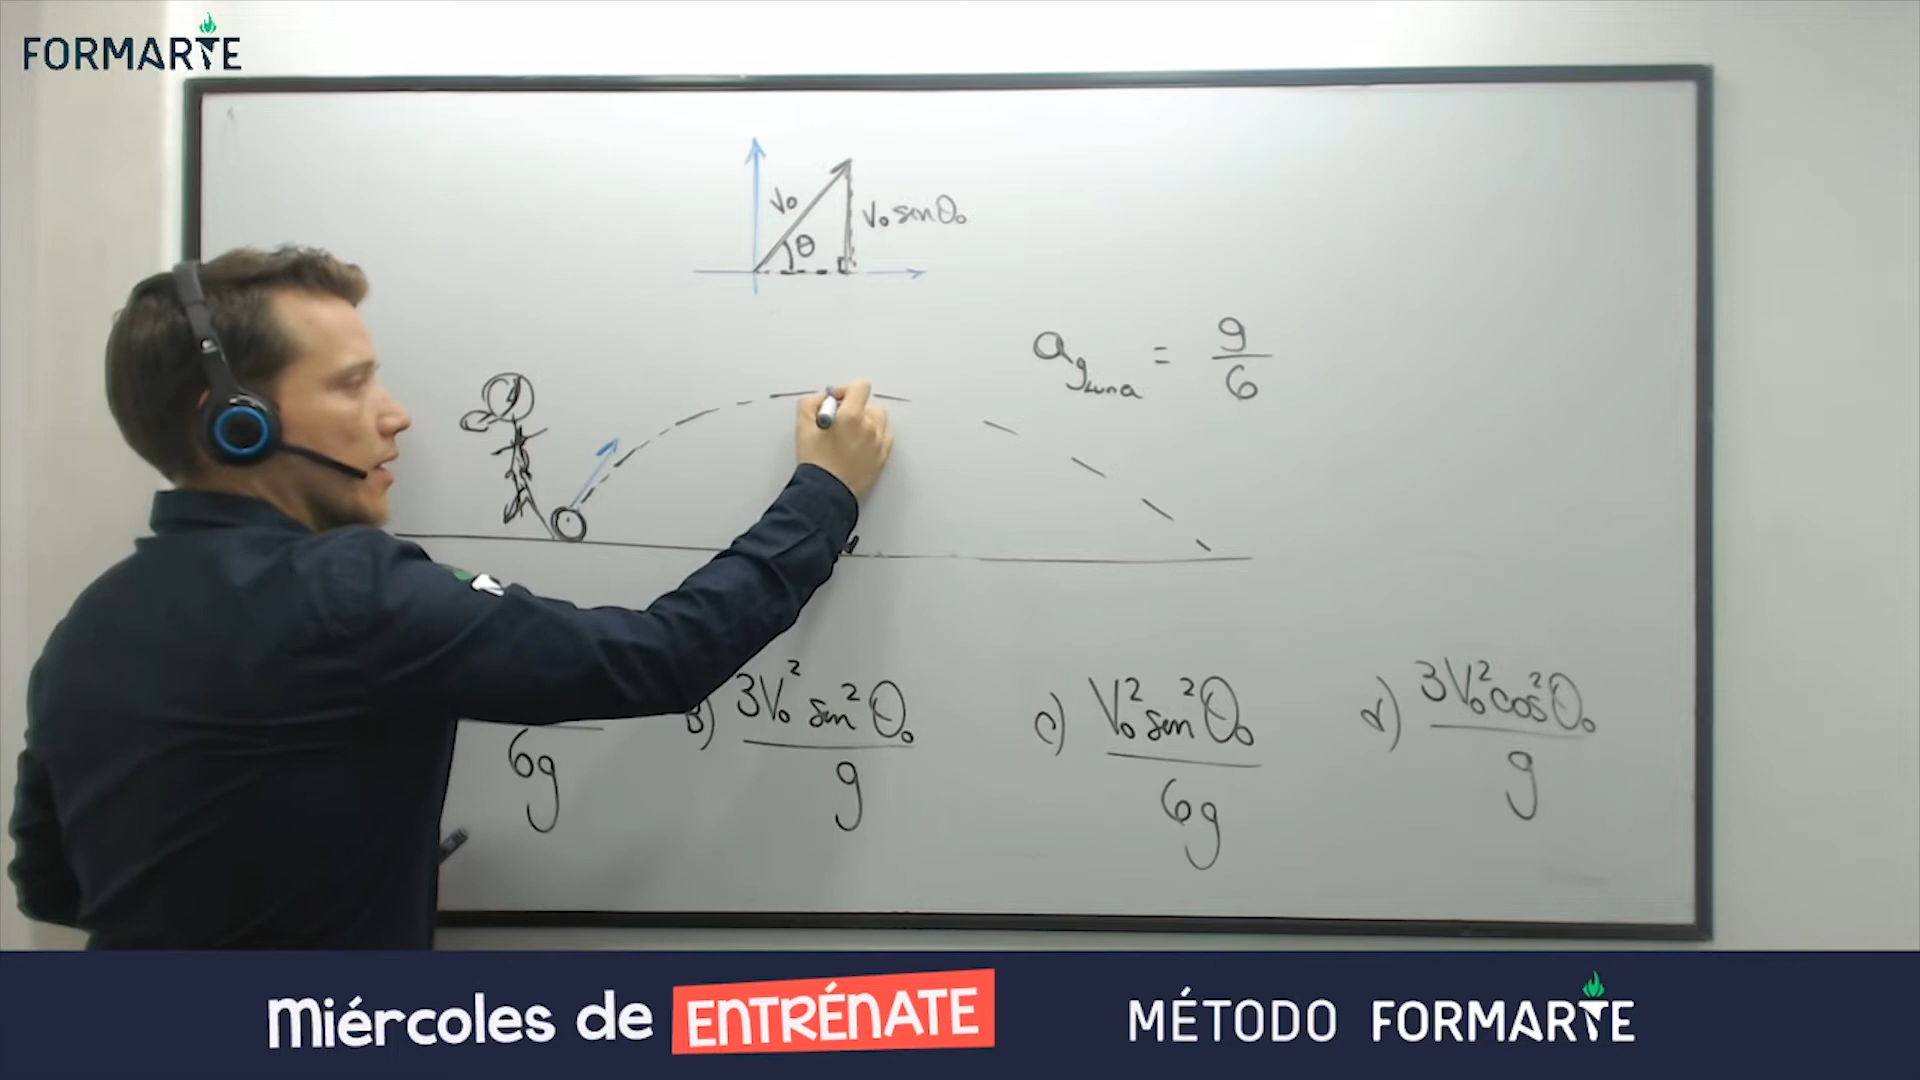 FORMARTE
V₀
V₀ sen θ₀
θ
a_g Luna = g/6
6g
B) 3V₀² sen² θ₀ / g
c) V₀² sen² θ₀ / 6g
d) 3V₀² cos² θ₀ / g
Miércoles de ENTRÉNATE
MÉTODO FORMARTE